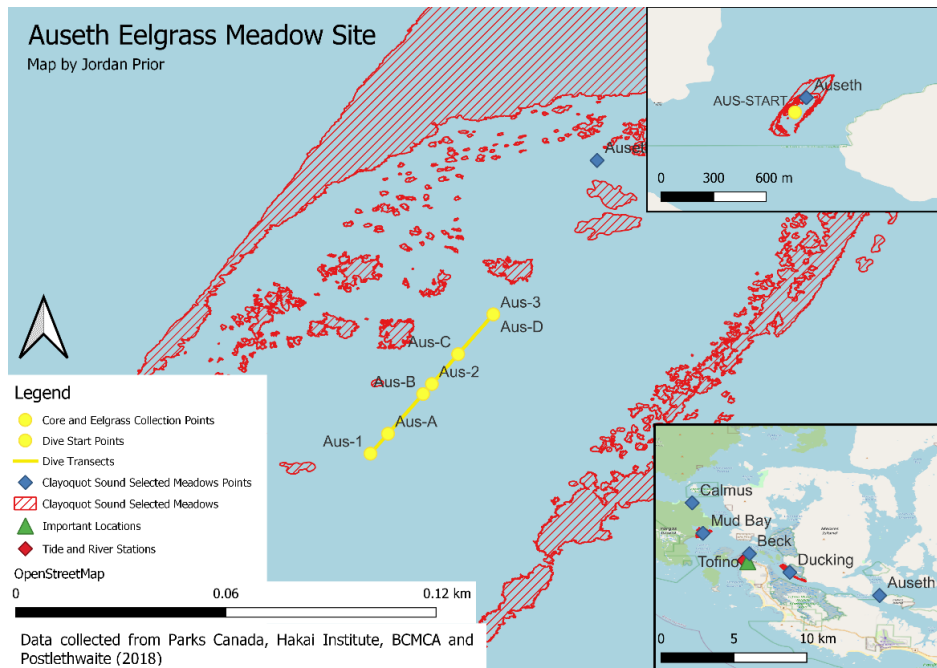 Auseth Eelgrass Meadow Site
Map by Jordan Prior
Auseth
AUS-START
0 300 600 m
Ausetl
Aus-3
Aus-D
Aus-C
Aus-2
Aus-B
Aus-A
Aus-1
Legend
Core and Eelgrass Collection Points
Dive Start Points
Dive Transects
Clayoquot Sound Selected Meadows Points
Clayoquot Sound Selected Meadows
Important Locations
Tide and River Stations
OpenStreetMap
0 0.06 0.12 km
Data collected from Parks Canada, Hakai Institute, BCMCA and
Postlethwaite (2018)
Calmus
Mud Bay
Beck
Tofino
Ducking
Auseth
0 5 10 km